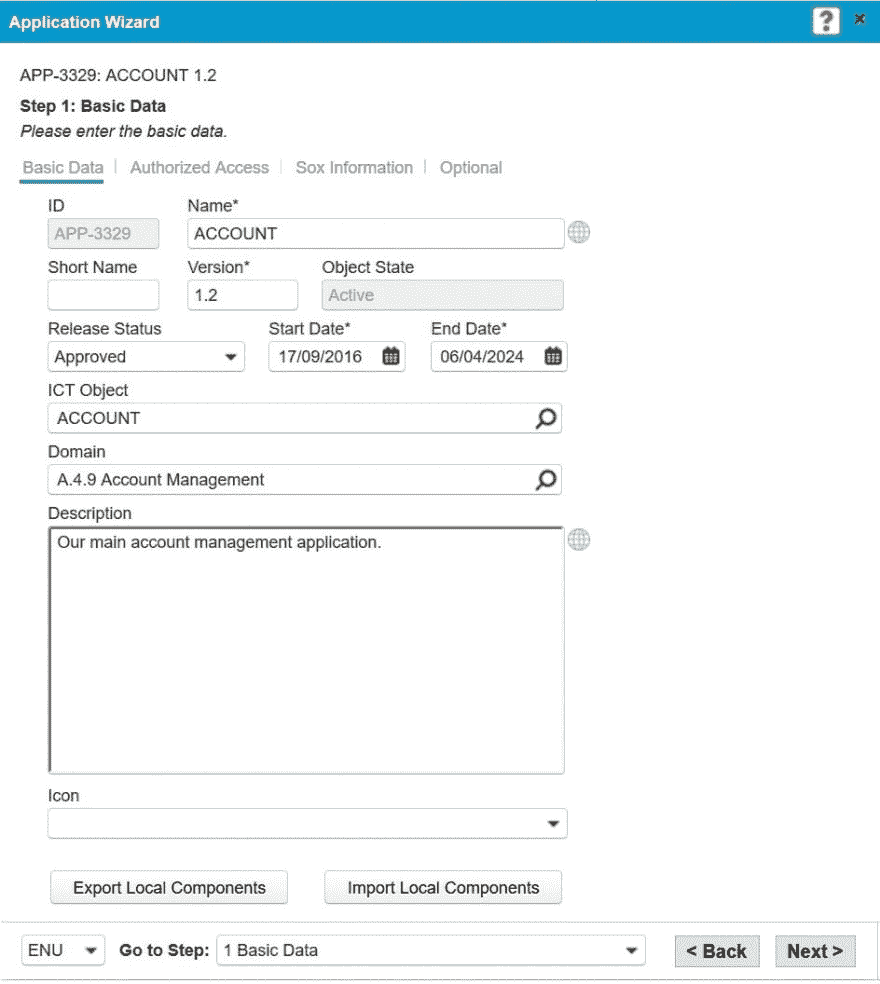 Application Wizard
?
APP-3329: ACCOUNT 1.2
Step 1: Basic Data
Please enter the basic data.
Basic Data Authorized Access Sox Information Optional
ID Name*
APP-3329 ACCOUNT
Short Name Version* Object State
1.2 Active
Release Status Start Date* End Date*
Approved 17/09/2016 06/04/2024
ICT Object
ACCOUNT
Domain
A.4.9 Account Management
Description
Our main account management application.
Icon
Export Local Components Import Local Components
ENU Go to Step: 1 Basic Data < Back Next >